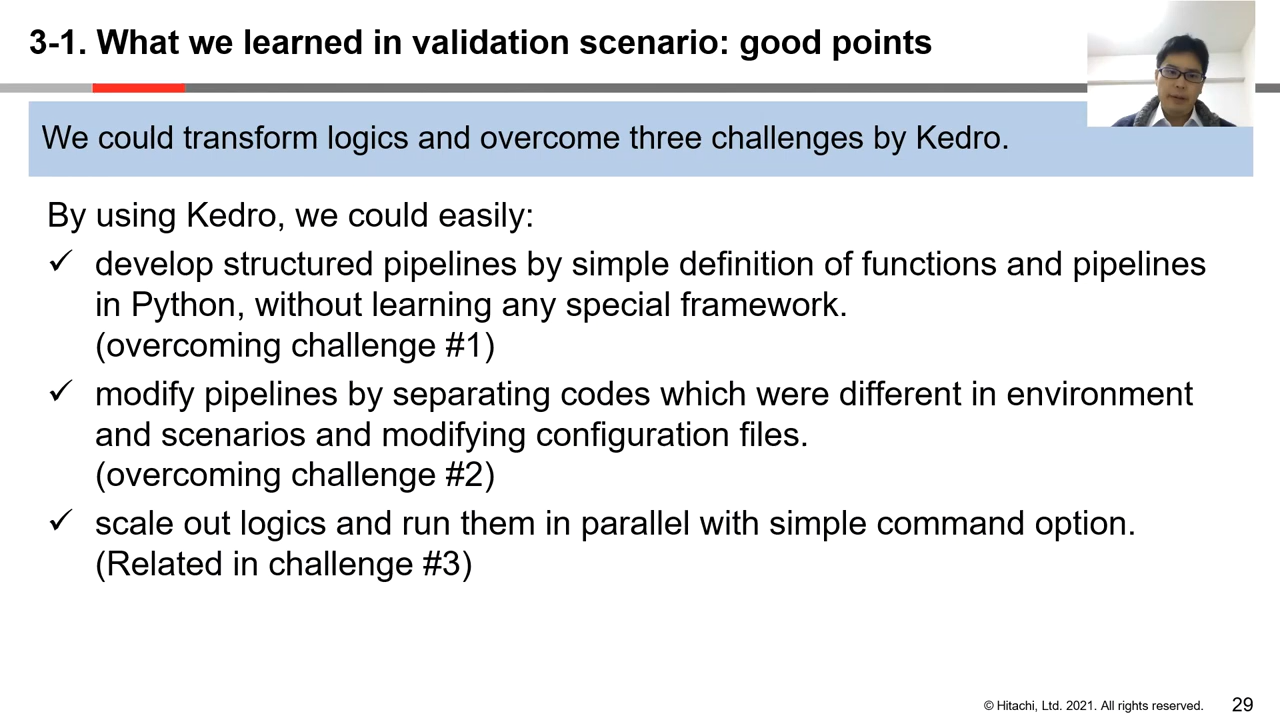 3-1. What we learned in validation scenario: good points
We could transform logics and overcome three challenges by Kedro.
By using Kedro, we could easily:
✓ develop structured pipelines by simple definition of functions and pipelines
in Python, without learning any special framework.
(overcoming challenge #1)
✓ modify pipelines by separating codes which were different in environment
and scenarios and modifying configuration files.
(overcoming challenge #2)
✓ scale out logics and run them in parallel with simple command option.
(Related in challenge #3)
© Hitachi, Ltd. 2021. All rights reserved. 29